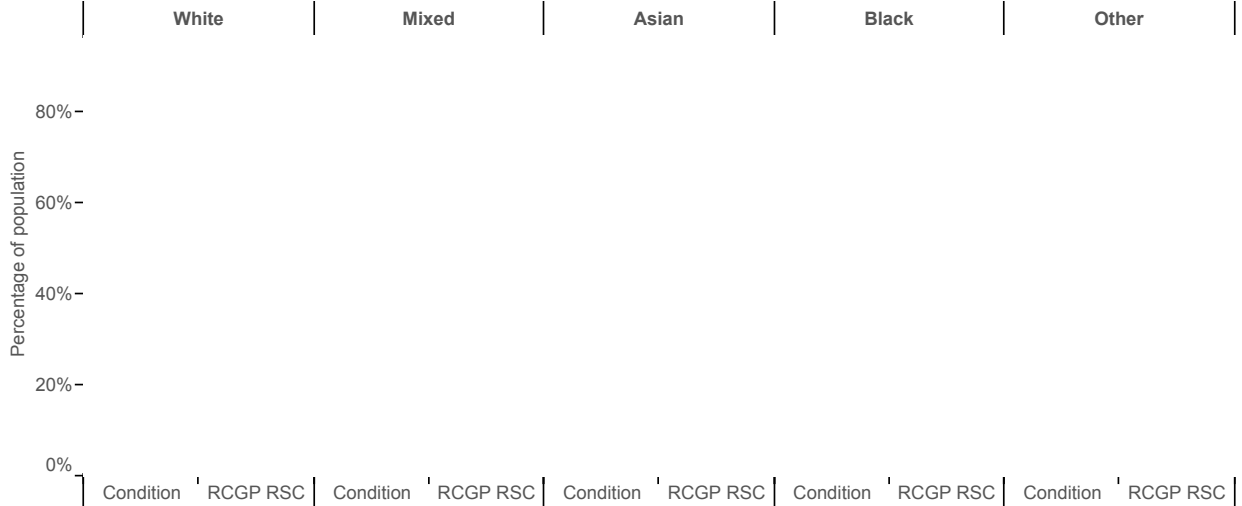 White Mixed Asian Black Other
80%
60%
40%
20%
0%
Percentage of population
Condition RCGP RSC Condition RCGP RSC Condition RCGP RSC Condition RCGP RSC Condition RCGP RSC